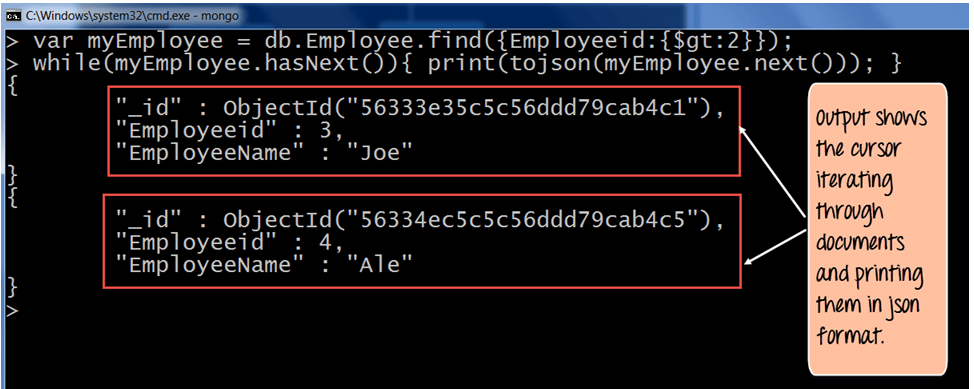 C:\Windows\system32\cmd.exe - mongo
> var myEmployee = db.Employee.find({Employeeid:{$gt:2}});
> while(myEmployee.hasNext()){ print(tojson(myEmployee.next())); }
{
"_id" : ObjectId("56333e35c5c56ddd79cab4c1"),
"Employeeid" : 3,
"EmployeeName" : "Joe"
}
{
"_id" : ObjectId("56334ec5c5c56ddd79cab4c5"),
"Employeeid" : 4,
"EmployeeName" : "Ale"
}
>
Output shows
the cursor
iterating
through
documents
and printing
them in json
format.